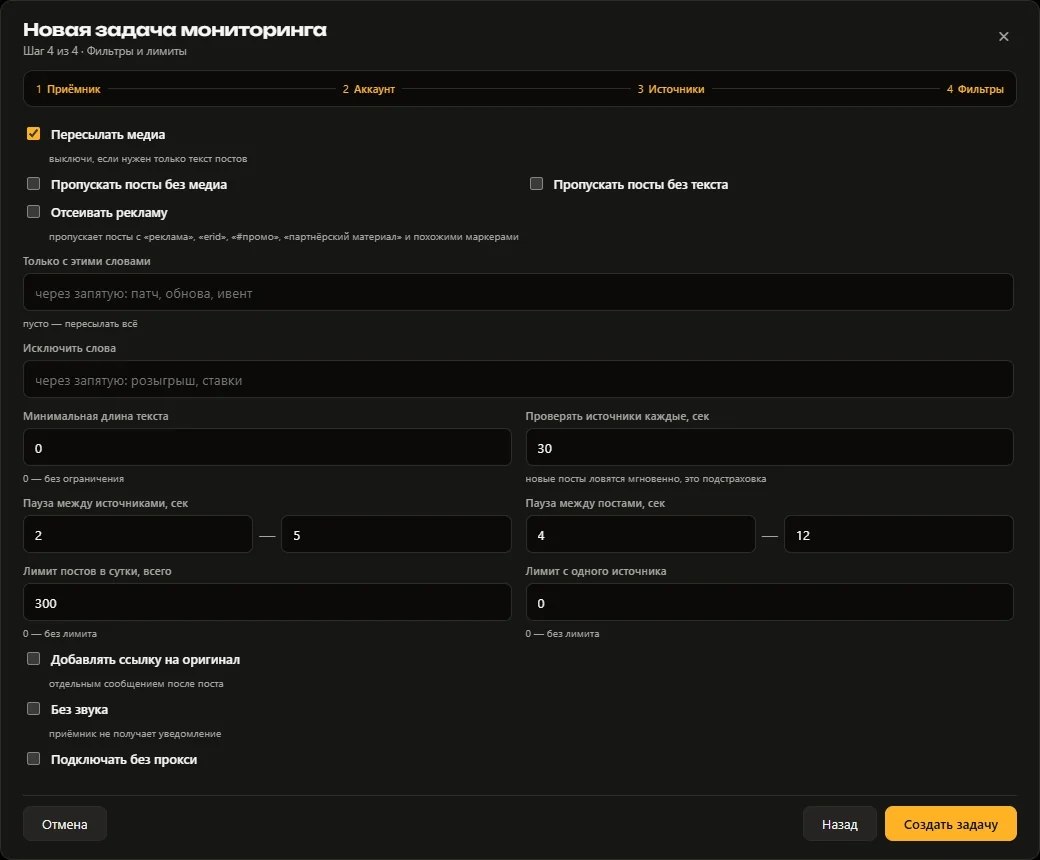 Новая задача мониторинга
Шаг 4 из 4 · Фильтры и лимиты
1 Приёмник 2 Аккаунт 3 Источники 4 Фильтры
Пересылать медиа
выключи, если нужен только текст постов
Пропускать посты без медиа Пропускать посты без текста
Отсеивать рекламу
пропускает посты с «реклама», «erid», «#промо», «партнёрский материал» и похожими маркерами
Только с этими словами
через запятую: патч, обнова, ивент
пусто — пересылать всё
Исключить слова
через запятую: розыгрыш, ставки
Минимальная длина текста Проверять источники каждые, сек
0 30
0 — без ограничения новые посты ловятся мгновенно, это подстраховка
Пауза между источниками, сек Пауза между постами, сек
2 — 5 4 — 12
Лимит постов в сутки, всего Лимит с одного источника
300 0
0 — без лимита 0 — без лимита
Добавлять ссылку на оригинал
отдельным сообщением после поста
Без звука
приёмник не получает уведомление
Подключать без прокси
Отмена Назад Создать задачу